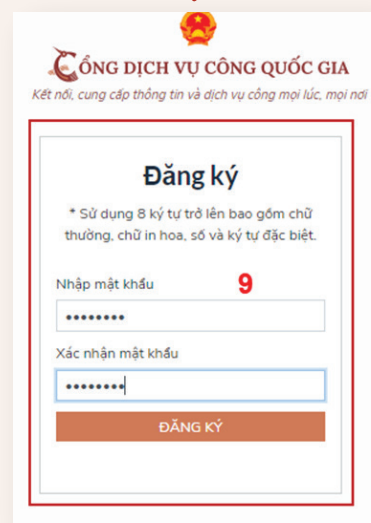 CỔNG DỊCH VỤ CÔNG QUỐC GIA
Kết nối, cung cấp thông tin và dịch vụ công mọi lúc, mọi nơi
Đăng ký
* Sử dụng 8 ký tự trở lên bao gồm chữ
thường, chữ in hoa, số và ký tự đặc biệt.
Nhập mật khẩu
9
••••••••
Xác nhận mật khẩu
••••••••
ĐĂNG KÝ